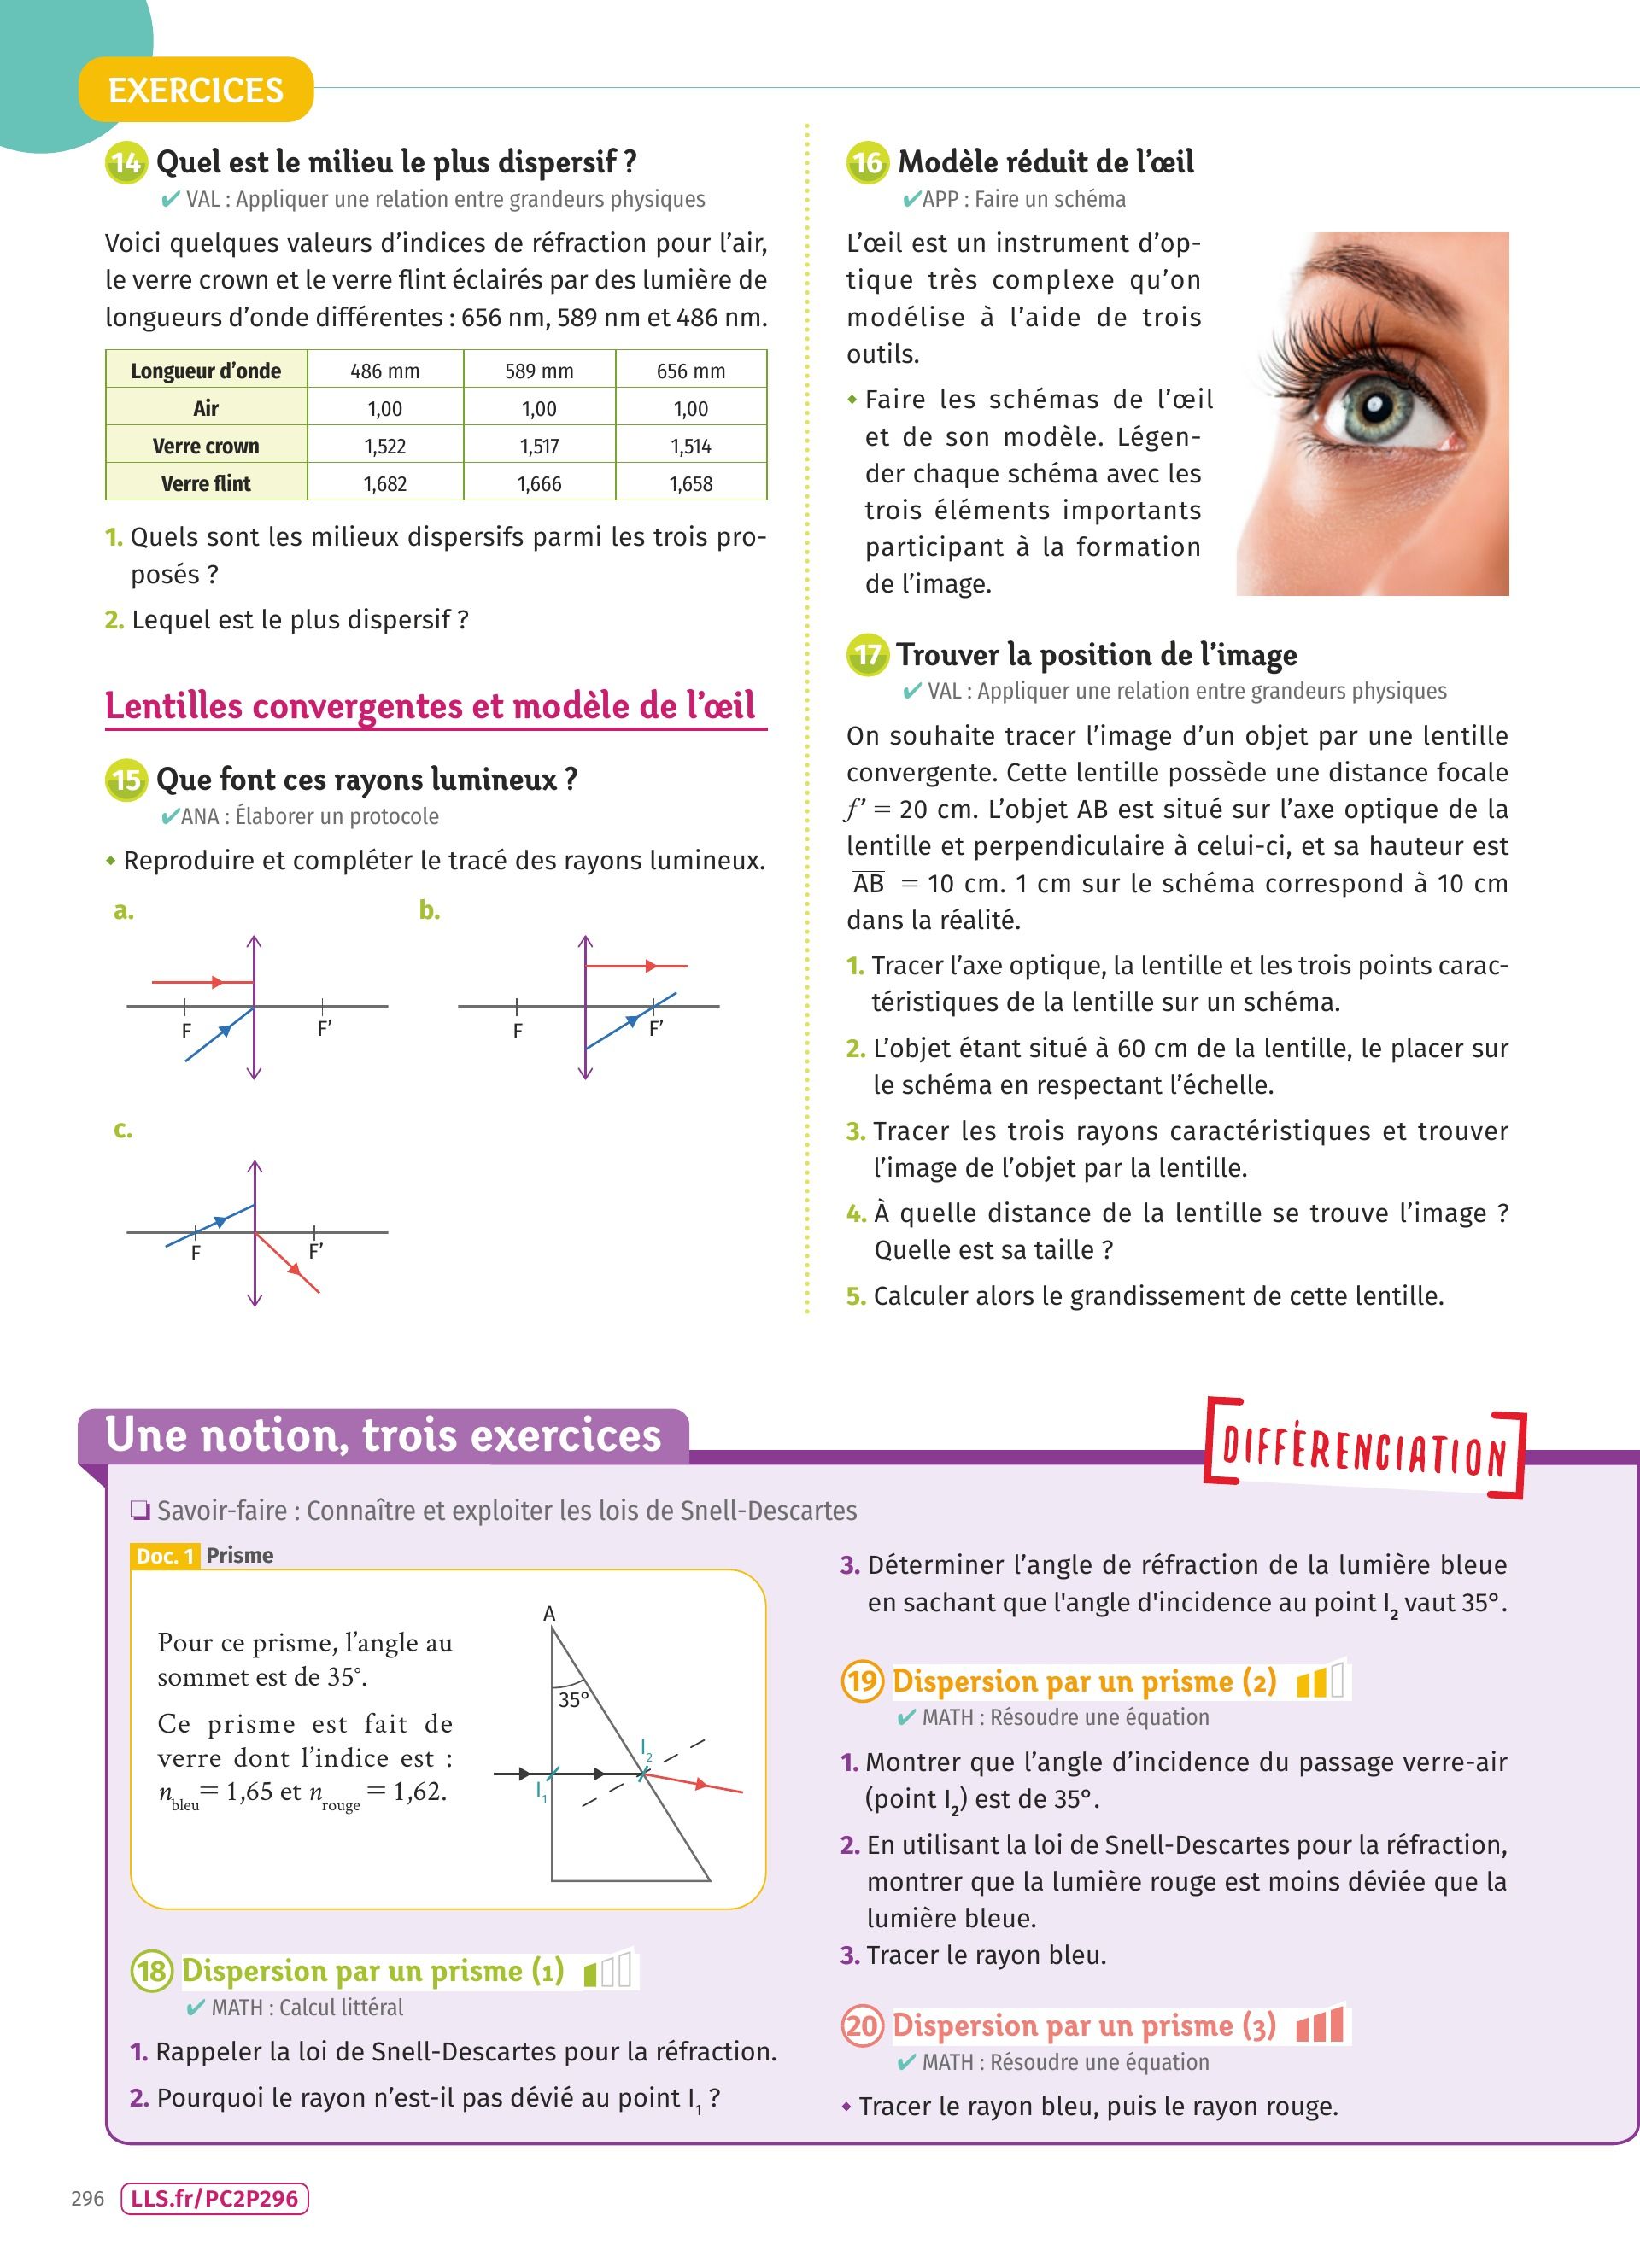 EXERCICES
14 Quel est le milieu le plus dispersif ?
✔ VAL : Appliquer une relation entre grandeurs physiques
Voici quelques valeurs d’indices de réfraction pour l’air,
le verre crown et le verre flint éclairés par des lumière de
longueurs d’onde différentes : 656 nm, 589 nm et 486 nm.
Longueur d’onde 486 mm 589 mm 656 mm
Air 1,00 1,00 1,00
Verre crown 1,522 1,517 1,514
Verre flint 1,682 1,666 1,658
1. Quels sont les milieux dispersifs parmi les trois pro-
posés ?
2. Lequel est le plus dispersif ?
Lentilles convergentes et modèle de l’œil
15 Que font ces rayons lumineux ?
✔ANA : Élaborer un protocole
Reproduire et compléter le tracé des rayons lumineux.
a.
F F’
b.
F F’
c.
F F’
16 Modèle réduit de l’œil
✔APP : Faire un schéma
L’œil est un instrument d’op-
tique très complexe qu’on
modélise à l’aide de trois
outils.
Faire les schémas de l’œil
et de son modèle. Légen-
der chaque schéma avec les
trois éléments importants
participant à la formation
de l’image.
17 Trouver la position de l’image
✔ VAL : Appliquer une relation entre grandeurs physiques
On souhaite tracer l’image d’un objet par une lentille
convergente. Cette lentille possède une distance focale
f’ = 20 cm. L’objet AB est situé sur l’axe optique de la
lentille et perpendiculaire à celui-ci, et sa hauteur est
A̅B̅ = 10 cm. 1 cm sur le schéma correspond à 10 cm
dans la réalité.
1. Tracer l’axe optique, la lentille et les trois points carac-
téristiques de la lentille sur un schéma.
2. L’objet étant situé à 60 cm de la lentille, le placer sur
le schéma en respectant l’échelle.
3. Tracer les trois rayons caractéristiques et trouver
l’image de l’objet par la lentille.
4. À quelle distance de la lentille se trouve l’image ?
Quelle est sa taille ?
5. Calculer alors le grandissement de cette lentille.
Une notion, trois exercices
DIFFÉRENCIATION
Savoir-faire : Connaître et exploiter les lois de Snell-Descartes
Doc. 1 Prisme
Pour ce prisme, l’angle au
sommet est de 35°.
Ce prisme est fait de
verre dont l’indice est :
n_bleu = 1,65 et n_rouge = 1,62.
A
35°
I₂
I₁
18 Dispersion par un prisme (1)
✔ MATH : Calcul littéral
1. Rappeler la loi de Snell-Descartes pour la réfraction.
2. Pourquoi le rayon n’est-il pas dévié au point I₁ ?
3. Déterminer l’angle de réfraction de la lumière bleue
en sachant que l'angle d'incidence au point I₂ vaut 35°.
19 Dispersion par un prisme (2)
✔ MATH : Résoudre une équation
1. Montrer que l’angle d’incidence du passage verre-air
(point I₂) est de 35°.
2. En utilisant la loi de Snell-Descartes pour la réfraction,
montrer que la lumière rouge est moins déviée que la
lumière bleue.
3. Tracer le rayon bleu.
20 Dispersion par un prisme (3)
✔ MATH : Résoudre une équation
Tracer le rayon bleu, puis le rayon rouge.
296 LLS.fr/PC2P296